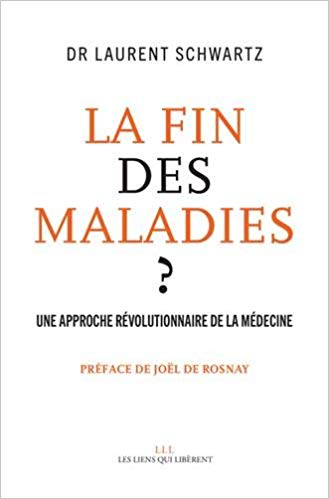 DR LAURENT SCHWARTZ
LA FIN
DES
MALADIES
?
UNE APPROCHE RÉVOLUTIONNAIRE DE LA MÉDECINE
PRÉFACE DE JOËL DE ROSNAY
L.L.L
LES LIENS QUI LIBÈRENT